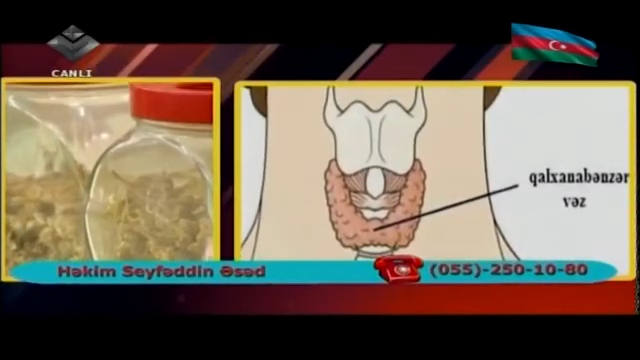 CANLI
qalxanabənzər
vəz
Həkim Seyfəddin Əsəd
(055)-250-10-80